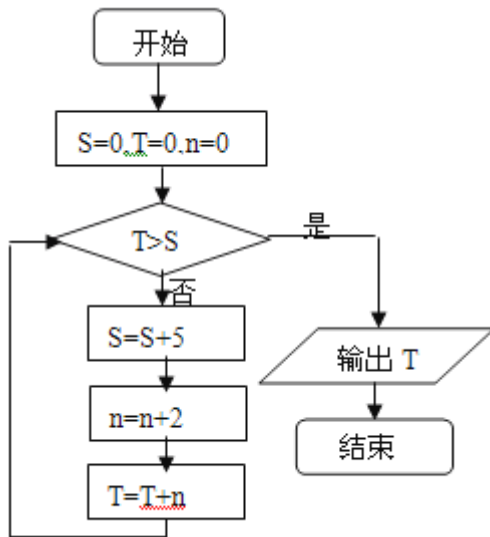 开始
S=0,T=0,n=0
T>S
是
否
S=S+5
输出 T
n=n+2
结束
T=T+n